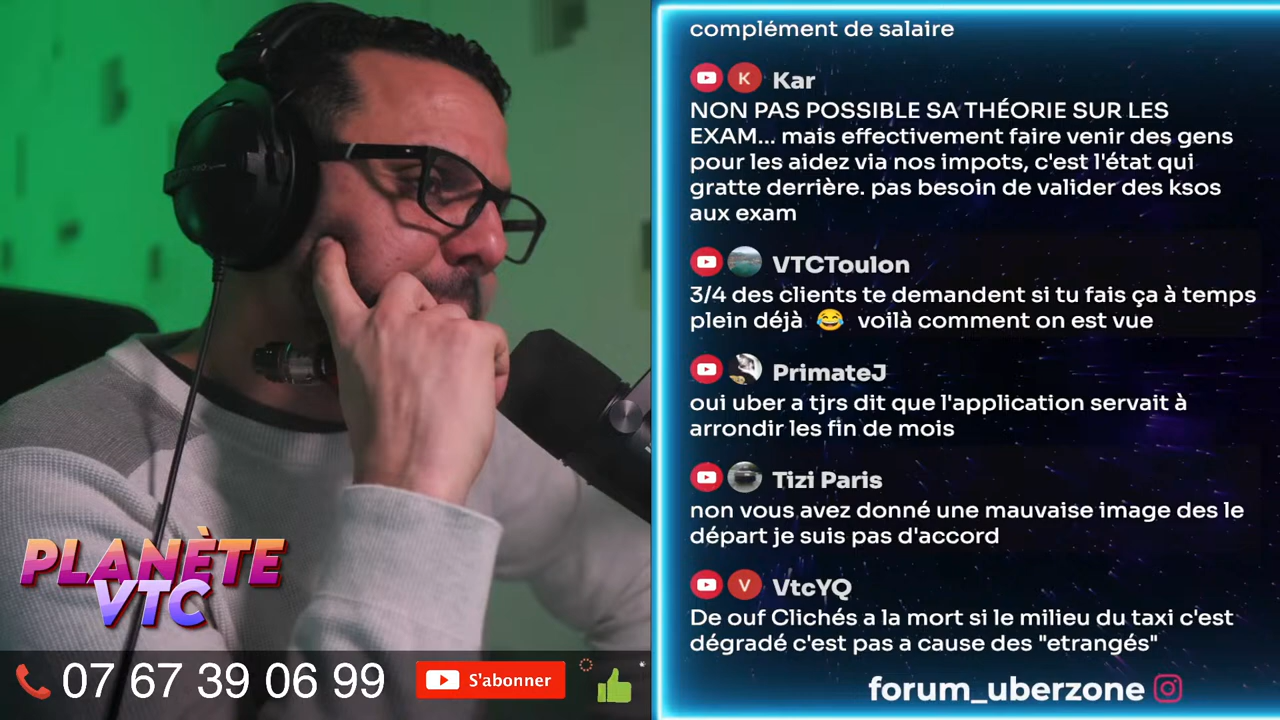 complément de salaire
K Kar
NON PAS POSSIBLE SA THÉORIE SUR LES
EXAM... mais effectivement faire venir des gens
pour les aidez via nos impots, c'est l'état qui
gratte derrière. pas besoin de valider des ksos
aux exam
VTCToulon
3/4 des clients te demandent si tu fais ça à temps
plein déjà 😂 voilà comment on est vue
PrimateJ
oui uber a tjrs dit que l'application servait à
arrondir les fin de mois
Tizi Paris
non vous avez donné une mauvaise image des le
départ je suis pas d'accord
V VtcYQ
De ouf Clichés a la mort si le milieu du taxi c'est
dégradé c'est pas a cause des "etrangés"
forum_uberzone
PLANÈTE
VTC
07 67 39 06 99
S'abonner